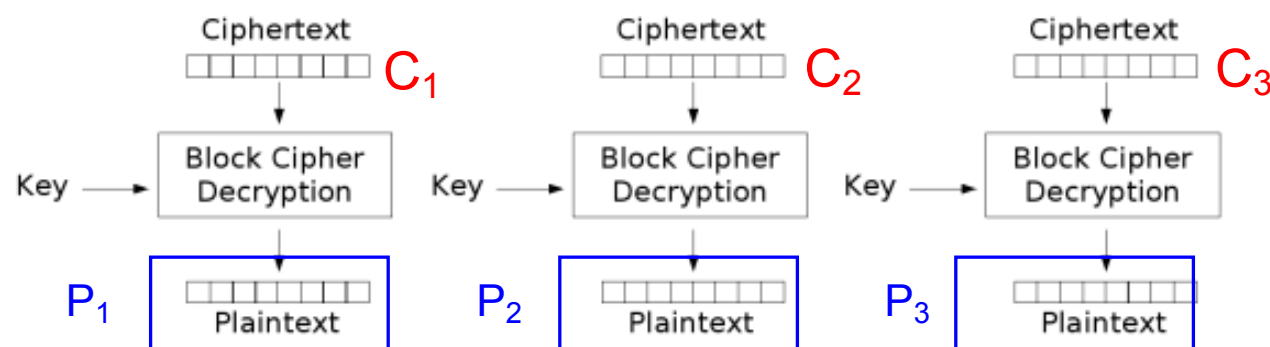 Ciphertext Ciphertext Ciphertext
C₁ C₂ C₃
Block Cipher Decryption Block Cipher Decryption Block Cipher Decryption
Key Key Key
P₁ P₂ P₃
Plaintext Plaintext Plaintext